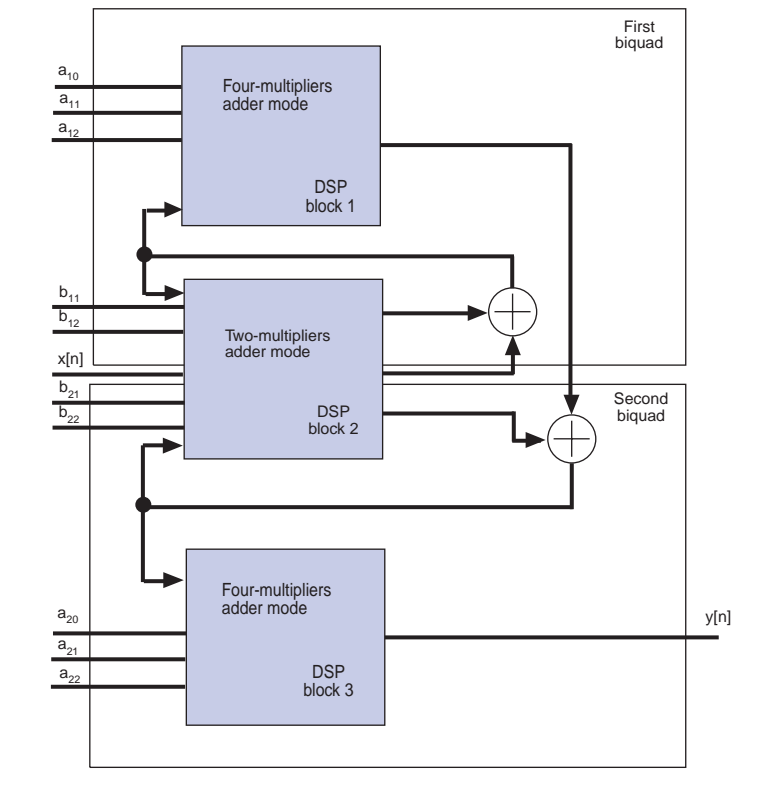 First
biquad
a10
a11
a12
Four-multipliers
adder mode
DSP
block 1
b11
b12
x[n]
b21
b22
Two-multipliers
adder mode
DSP
block 2
Second
biquad
Four-multipliers
adder mode
DSP
block 3
a20
a21
a22
y[n]